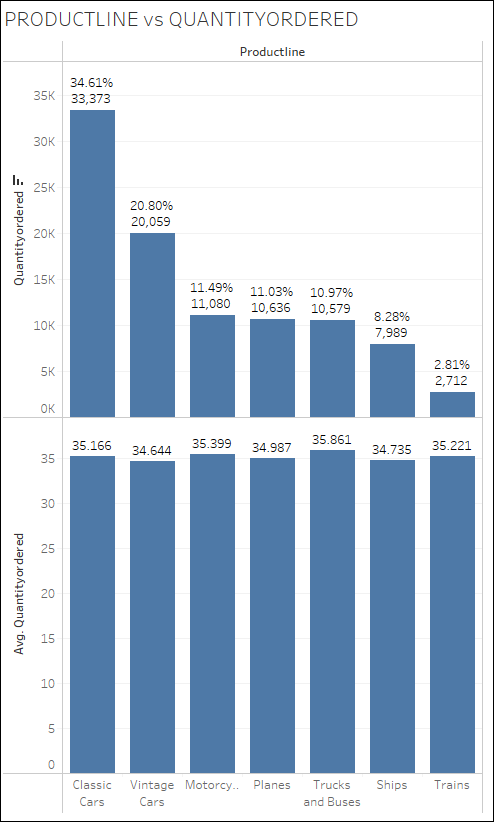 PRODUCTLINE vs QUANTITYORDERED
Productline
Quantityordered
35K
30K
25K
20K
15K
10K
5K
0K
34.61%
33,373
20.80%
20,059
11.49%
11,080
11.03%
10,636
10.97%
10,579
8.28%
7,989
2.81%
2,712
Avg. Quantityordered
35
30
25
20
15
10
5
0
35.166
34.644
35.399
34.987
35.861
34.735
35.221
Classic
Cars
Vintage
Cars
Motorcy..
Planes
Trucks
and Buses
Ships
Trains